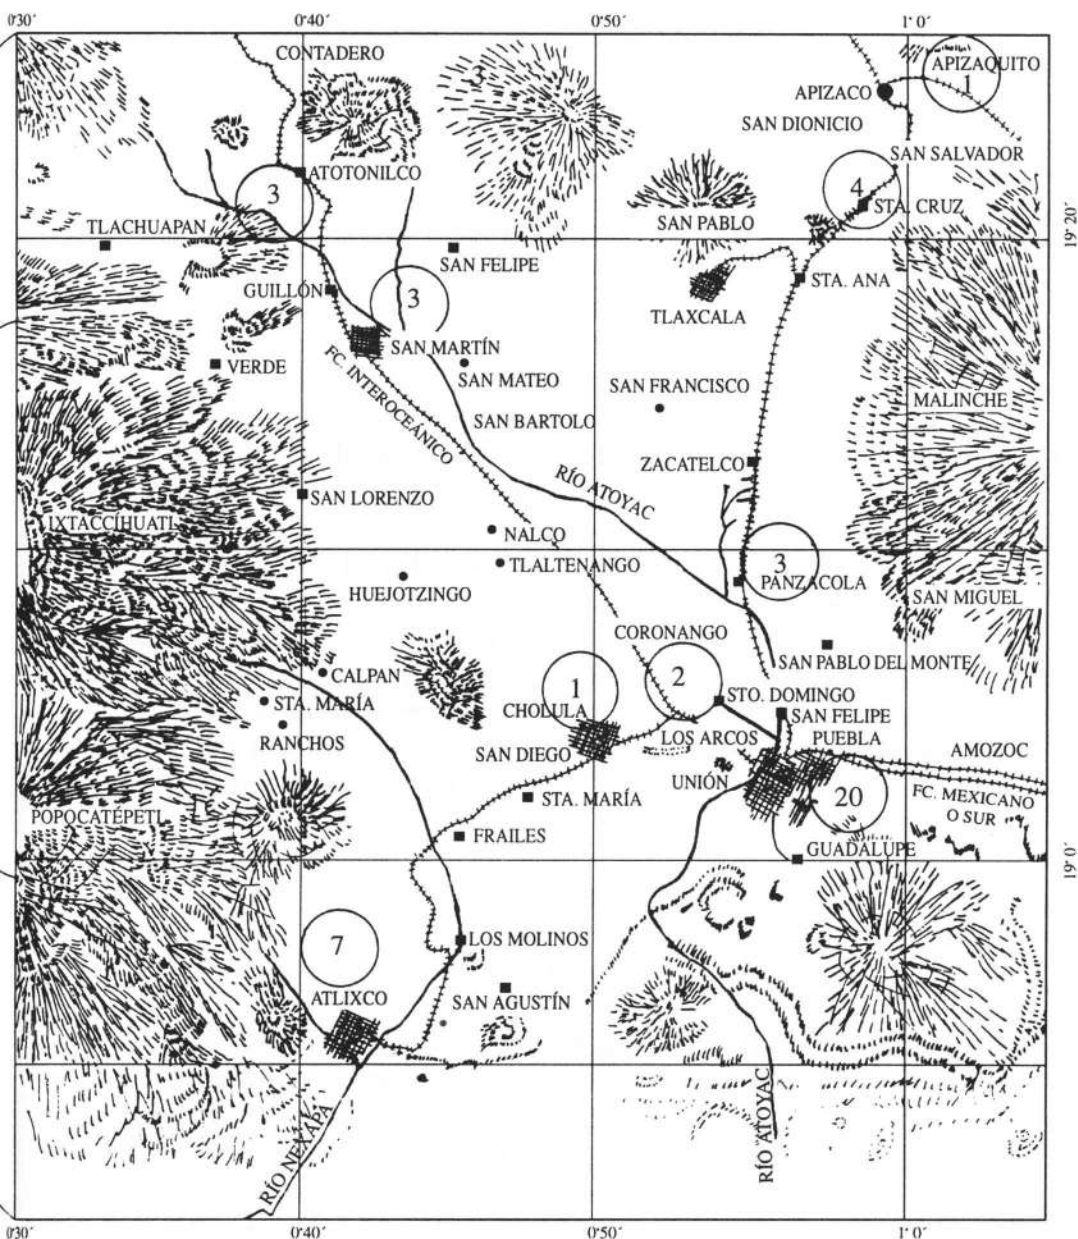 0°30´ 0°40´ 0°50´ 1° 0´
CONTADERO
3
APIZAQUITO
1
APIZACO
SAN DIONICIO
SAN SALVADOR
ATOTONILCO
3
4
STA. CRUZ
TLACHUAPAN
SAN PABLO
19° 20´
SAN FELIPE
STA. ANA
GUILLÓN
3
TLAXCALA
SAN MARTÍN
VERDE
FC. INTEROCEÁNICO
SAN MATEO
SAN FRANCISCO
MALINCHE
SAN BARTOLO
ZACATELCO
RÍO ATOYAC
SAN LORENZO
IXTACCÍHUATL
NALCO
TLALTENANGO
3
PANZACOLA
HUEJOTZINGO
SAN MIGUEL
CORONANGO
SAN PABLO DEL MONTE
CALPAN
1
2
STA. MARÍA
CHOLULA
STO. DOMINGO
SAN FELIPE
RANCHOS
SAN DIEGO
LOS ARCOS
PUEBLA
AMOZOC
UNIÓN
20
FC. MEXICANO
O SUR
STA. MARÍA
POPOCATÉPETL
FRAILES
GUADALUPE
19° 0´
7
LOS MOLINOS
ATLIXCO
SAN AGUSTÍN
RÍO NEXAPA
RÍO ATOYAC
0°30´ 0°40´ 0°50´ 1° 0´